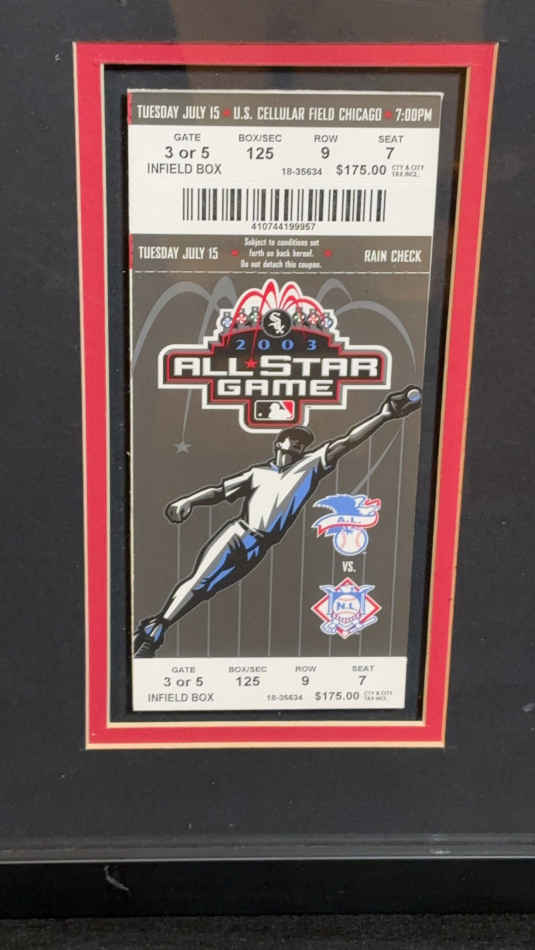 TUESDAY JULY 15 ★ U.S. CELLULAR FIELD CHICAGO ★ 7:00PM
GATE BOX/SEC ROW SEAT
3 or 5 125 9 7
INFIELD BOX 18-35634 $175.00 CTY & CITY TAX INCL.
410744199957
TUESDAY JULY 15 ★ Subject to conditions set ★ RAIN CHECK
forth on back hereof.
Do not detach this coupon.
SOX
2003
ALL★STAR
GAME
A.L.
VS.
N.L.
GATE BOX/SEC ROW SEAT
3 or 5 125 9 7
INFIELD BOX 18-35634 $175.00 CTY & CITY TAX INCL.